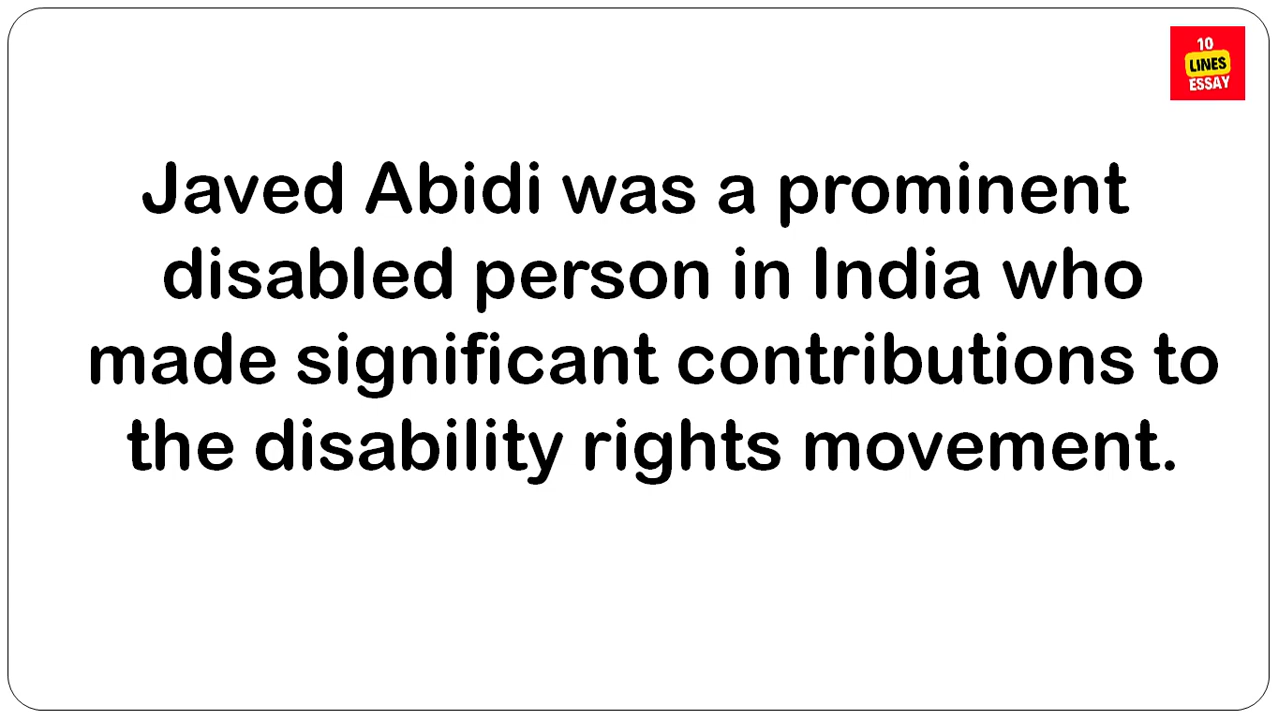 10
LINES
ESSAY
Javed Abidi was a prominent
disabled person in India who
made significant contributions to
the disability rights movement.